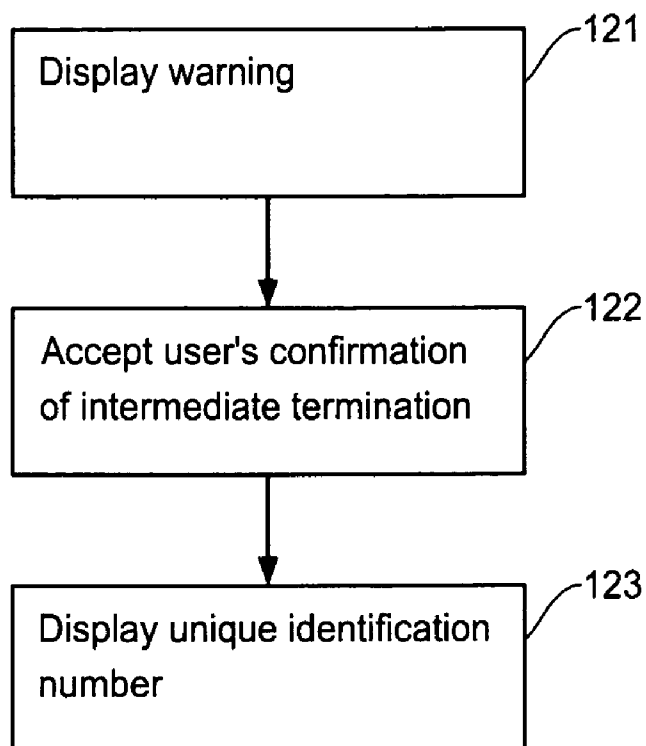 121
Display warning
122
Accept user's confirmation
of intermediate termination
123
Display unique identification
number